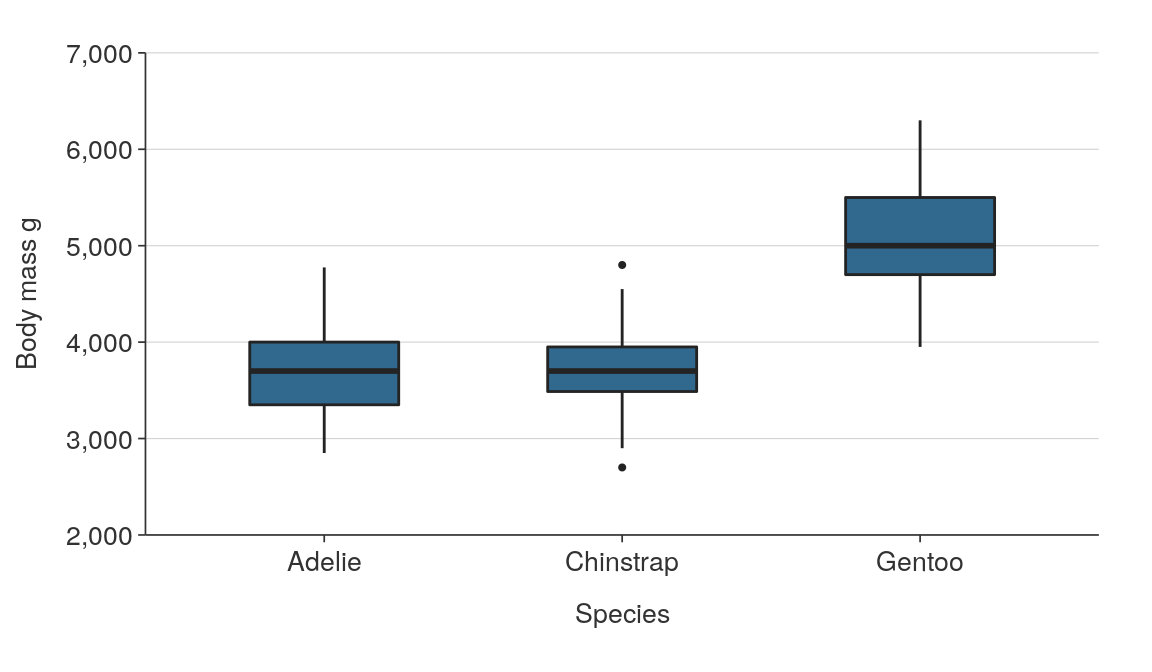 7,000
6,000
5,000
4,000
3,000
2,000
Body mass g
Adelie
Chinstrap
Gentoo
Species